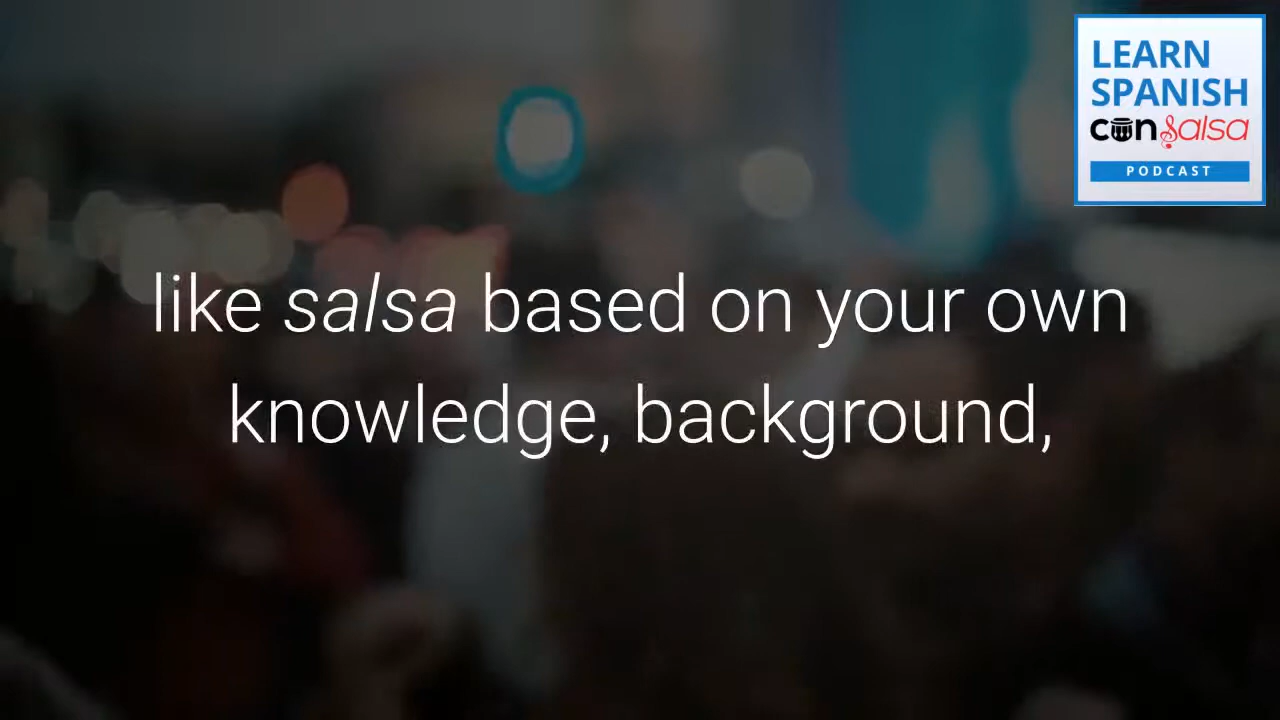 LEARN
SPANISH
con salsa
PODCAST
like salsa based on your own
knowledge, background,